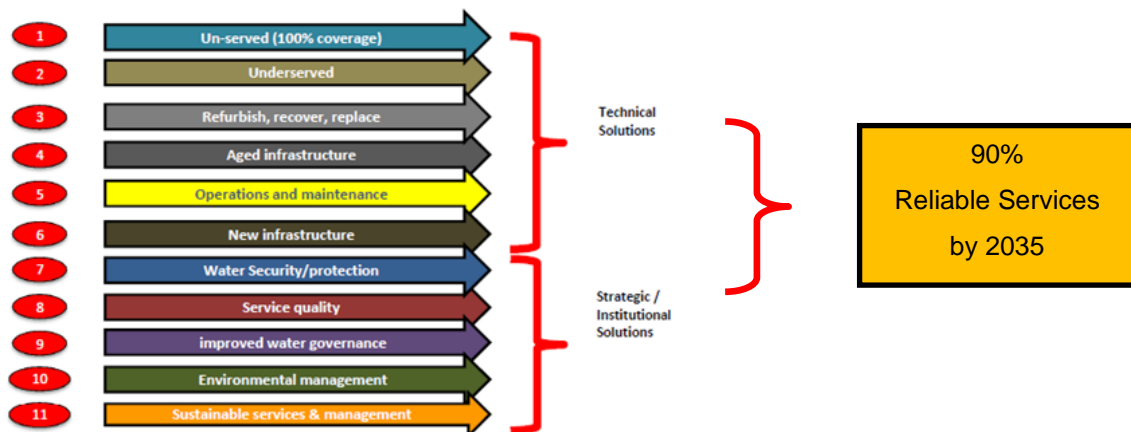 1
Un-served (100% coverage)
2
Underserved
3
Refurbish, recover, replace
4
Aged infrastructure
5
Operations and maintenance
6
New infrastructure
7
Water Security/protection
8
Service quality
9
improved water governance
10
Environmental management
11
Sustainable services & management
Technical
Solutions
Strategic /
Institutional
Solutions
90%
Reliable Services
by 2035